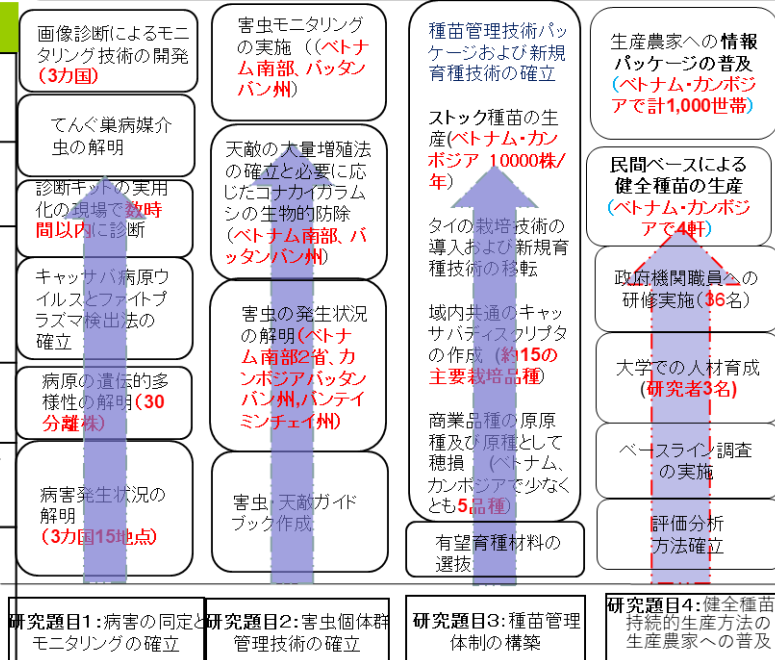 画像診断によるモニ
タリング技術の開発
(3カ国)
てんぐ巣病媒介
虫の解明
診断キットの実用
化の現場で数時
間以内に診断
キャッサバ病原ウ
イルスとファイトプ
ラズマ検出法の
確立
病原の遺伝的多
様性の解明(30
分離株)
病害発生状況の
解明
(3カ国15地点)
研究題目1:病害の同定と
モニタリングの確立
害虫モニタリング
の実施 ((ベトナ
ム南部、バッタン
バン州)
天敵の大量増殖法
の確立と必要に応
じたコナカイガラム
シの生物的防除
(ベトナム南部、バ
ッタンバン州)
害虫の発生状況
の解明(ベトナ
ム南部2省、カ
ンボジアバッタン
バン州,バンテイ
ミンチェイ州)
害虫・天敵ガイド
ブック作成
研究題目2:害虫個体群
管理技術の確立
種苗管理技術パッ
ケージおよび新規
育種技術の確立
ストック種苗の生
産(ベトナム・カン
ボジア 10000株/
年)
タイの栽培技術の
導入および新規育
種技術の移転
域内共通のキャッ
サバディスクリプタ
の作成 (約15の
主要栽培品種)
商業品種の原原
種及び原種として
穂損 (ベトナム、
カンボジアで少なく
とも5品種)
有望育種材料の
選抜
研究題目3:種苗管理
体制の構築
生産農家への情報
パッケージの普及
(ベトナム・カンボジ
アで計1,000世帯)
民間ベースによる
健全種苗の生産
(ベトナム・カンボジ
アで4軒)
政府機関職員への
研修実施(36名)
大学での人材育成
(研究者3名)
ベースライン調査
の実施
評価分析
方法確立
研究題目4:健全種苗
持続的生産方法の
生産農家への普及